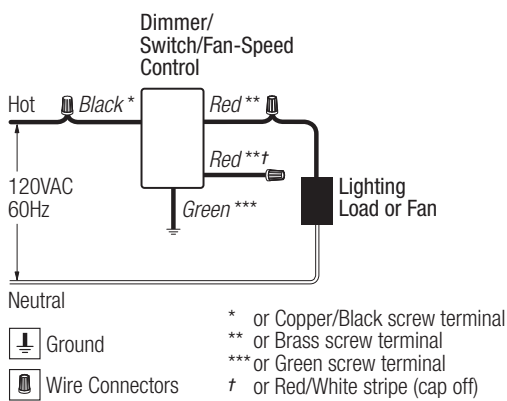 Dimmer/
Switch/Fan-Speed
Control
Hot
Black *
Red **
Red **†
120VAC
60Hz
Green ***
Lighting
Load or Fan
Neutral
Ground
Wire Connectors
* or Copper/Black screw terminal
** or Brass screw terminal
*** or Green screw terminal
† or Red/White stripe (cap off)